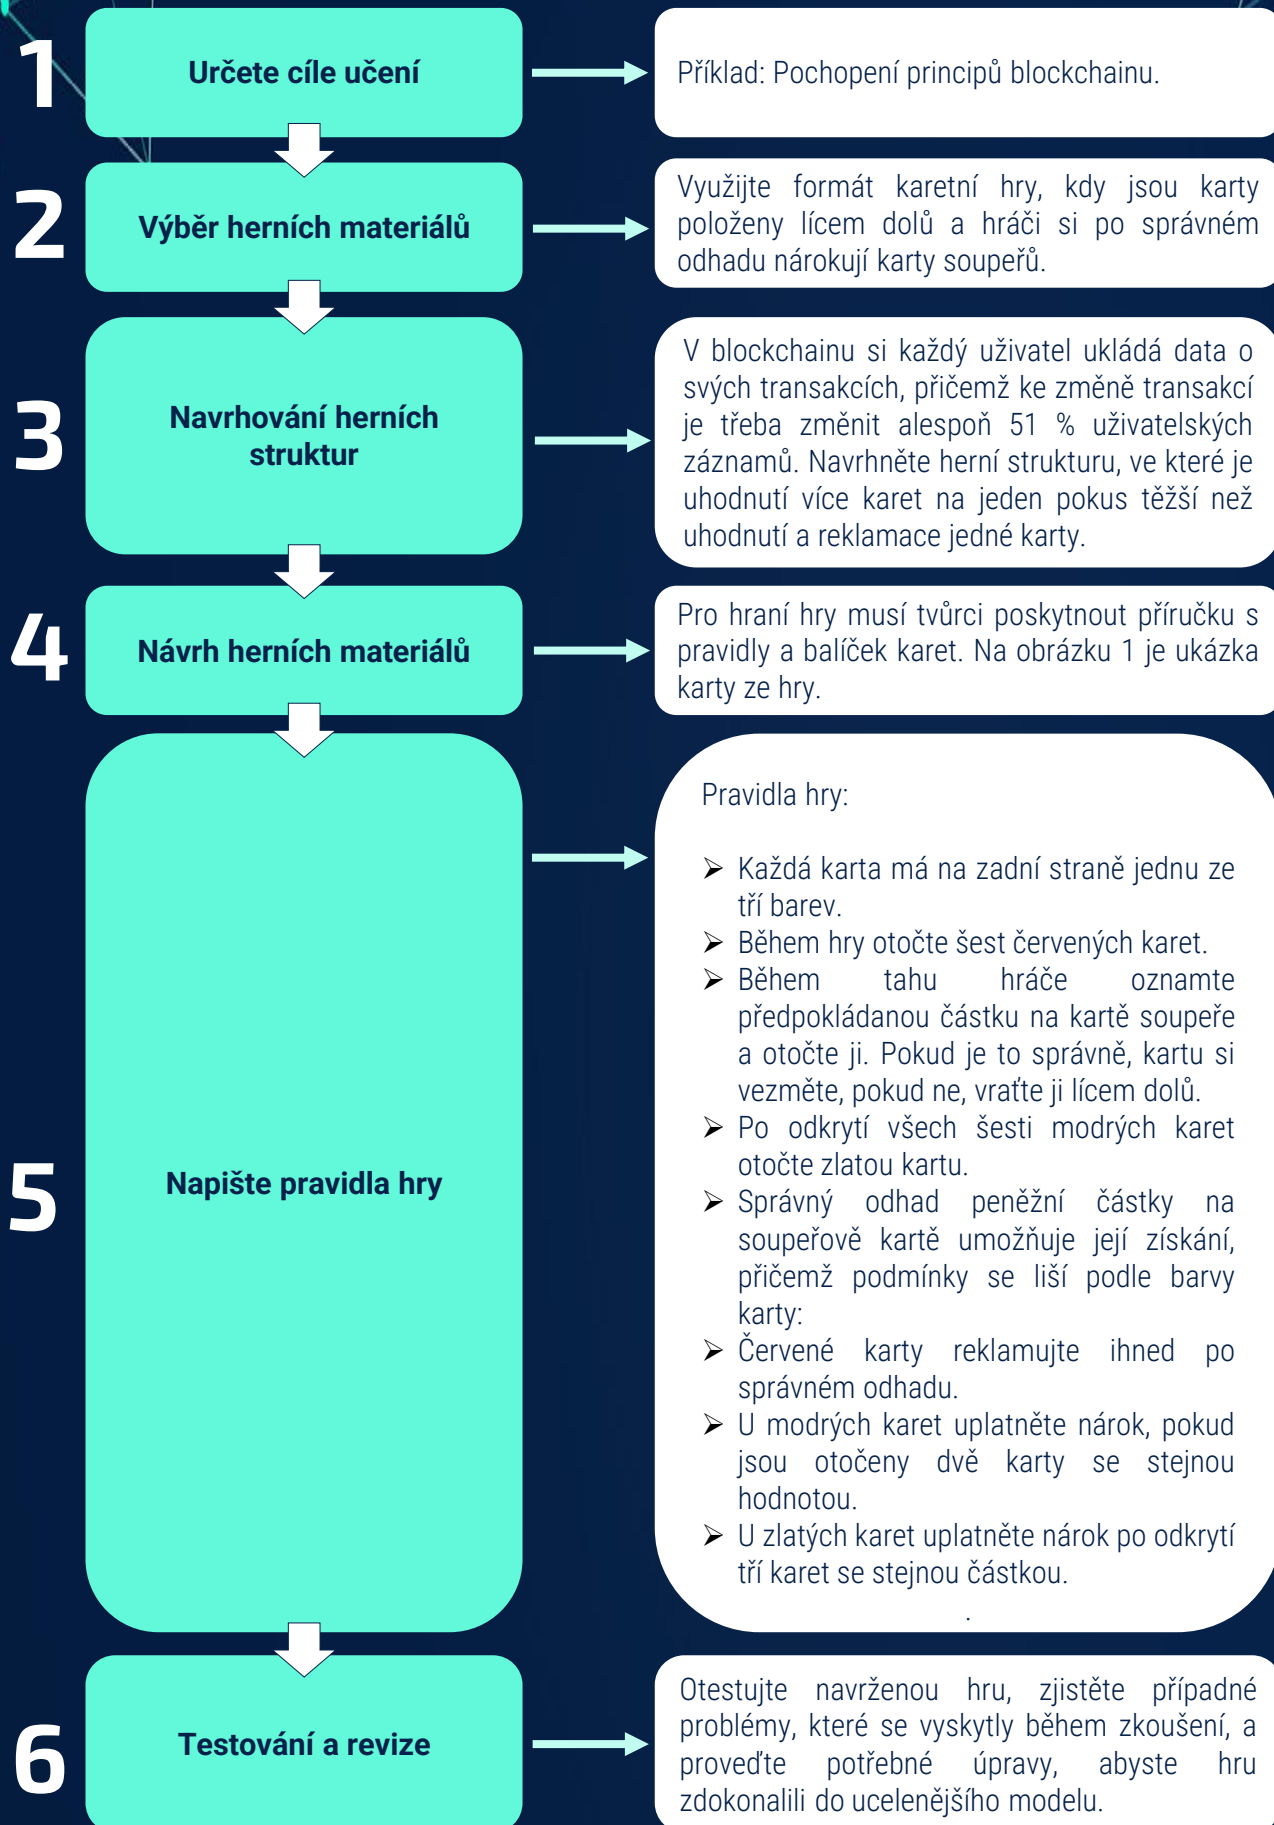 1
Určete cíle učení
Příklad: Pochopení principů blockchainu.
2
Výběr herních materiálů
Využijte formát karetní hry, kdy jsou karty
položeny lícem dolů a hráči si po správném
odhadu nárokují karty soupeřů.
3
Navrhování herních
struktur
V blockchainu si každý uživatel ukládá data o
svých transakcích, přičemž ke změně transakcí
je třeba změnit alespoň 51 % uživatelských
záznamů. Navrhněte herní strukturu, ve které je
uhodnutí více karet na jeden pokus těžší než
uhodnutí a reklamace jedné karty.
4
Návrh herních materiálů
Pro hraní hry musí tvůrci poskytnout příručku s
pravidly a balíček karet. Na obrázku 1 je ukázka
karty ze hry.
5
Napište pravidla hry
Pravidla hry:
➢ Každá karta má na zadní straně jednu ze
tří barev.
➢ Během hry otočte šest červených karet.
➢ Během tahu hráče oznamte
předpokládanou částku na kartě soupeře
a otočte ji. Pokud je to správně, kartu si
vezměte, pokud ne, vraťte ji lícem dolů.
➢ Po odkrytí všech šesti modrých karet
otočte zlatou kartu.
➢ Správný odhad peněžní částky na
soupeřově kartě umožňuje její získání,
přičemž podmínky se liší podle barvy
karty:
➢ Červené karty reklamujte ihned po
správném odhadu.
➢ U modrých karet uplatněte nárok, pokud
jsou otočeny dvě karty se stejnou
hodnotou.
➢ U zlatých karet uplatněte nárok po odkrytí
tří karet se stejnou částkou.
.
6
Testování a revize
Otestujte navrženou hru, zjistěte případné
problémy, které se vyskytly během zkoušení, a
proveďte potřebné úpravy, abyste hru
zdokonalili do ucelenějšího modelu.